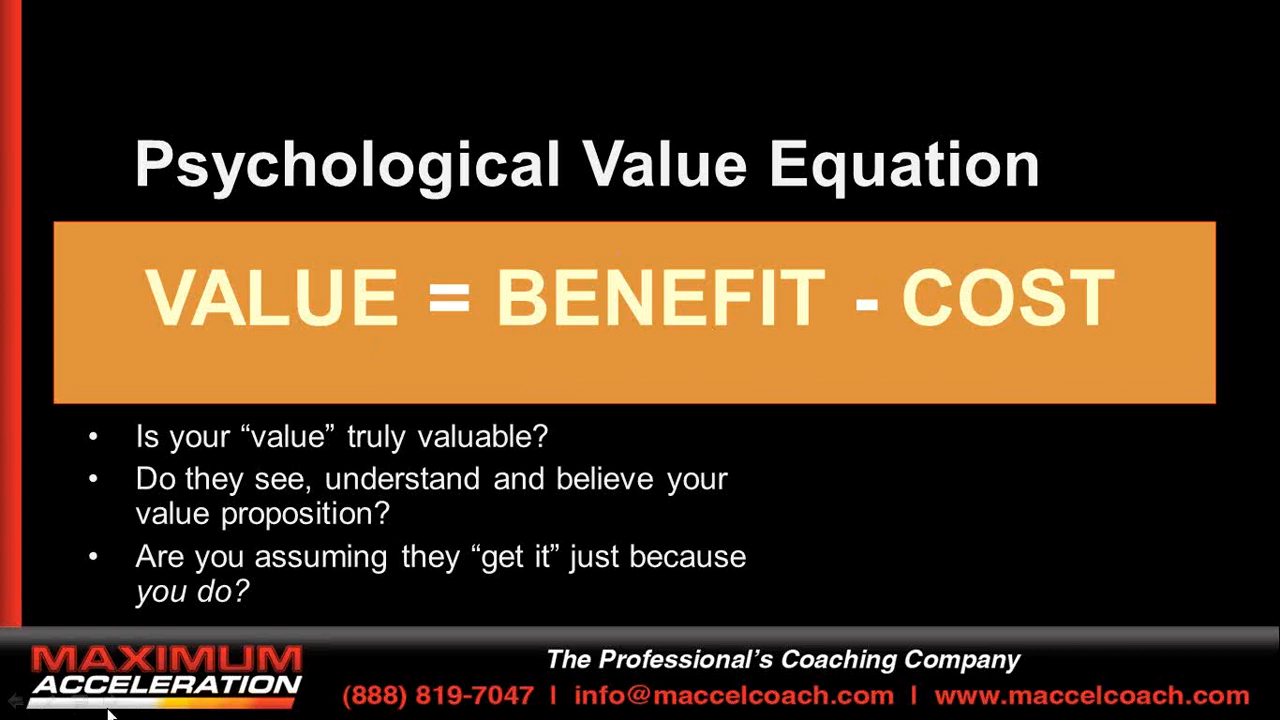 Psychological Value Equation
VALUE = BENEFIT - COST
• Is your “value” truly valuable?
• Do they see, understand and believe your
value proposition?
• Are you assuming they “get it” just because
you do?
MAXIMUM
ACCELERATION
The Professional’s Coaching Company
(888) 819-7047 | info@maccelcoach.com | www.maccelcoach.com